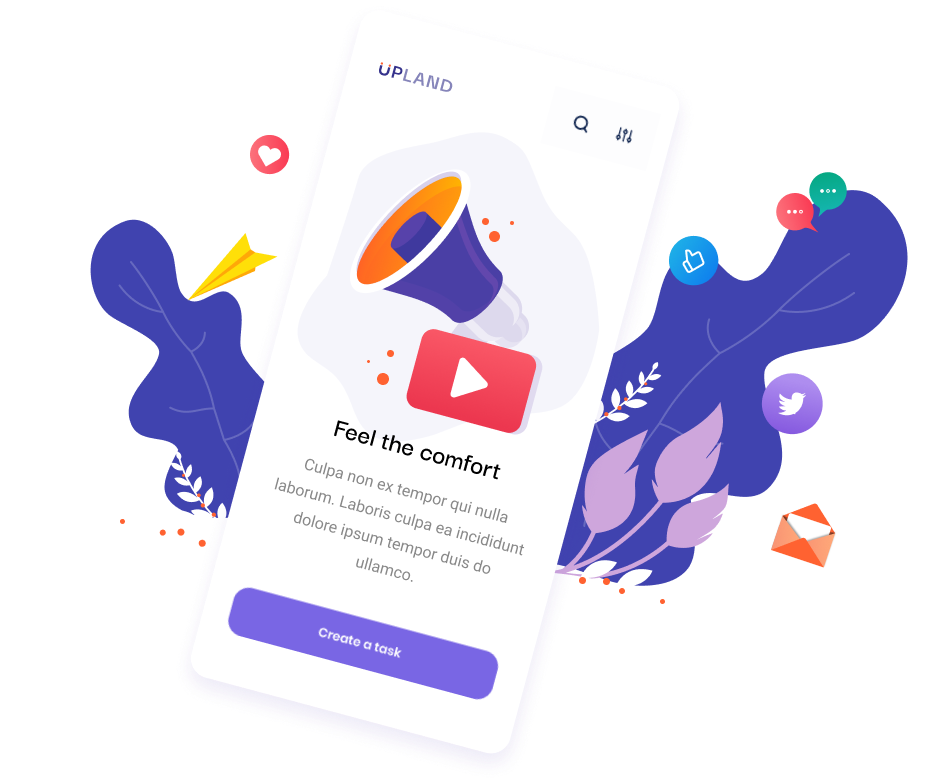 UPLAND
Feel the comfort
Culpa non ex tempor qui nulla
laborum. Laboris culpa ea incididunt
dolore ipsum tempor duis do
ullamco.
Create a task